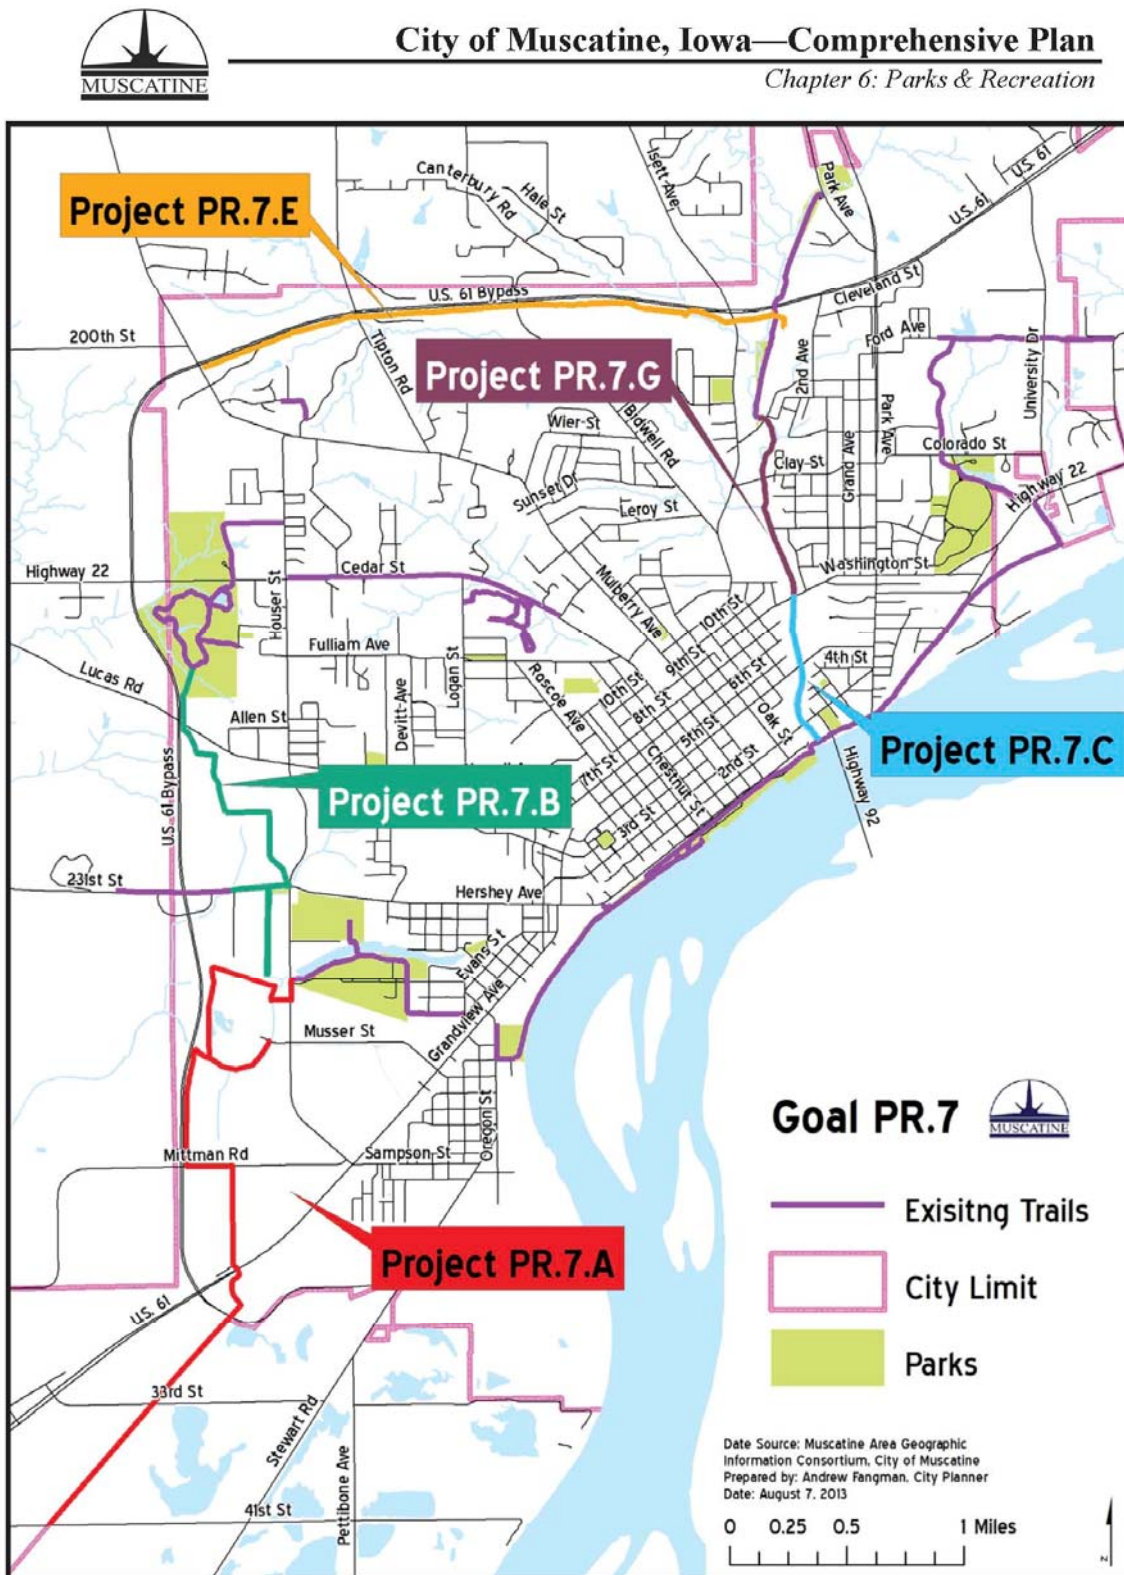 MUSCATINE
City of Muscatine, Iowa—Comprehensive Plan
Chapter 6: Parks & Recreation
Project PR.7.E
Canterbury Rd
Hale St
Isett Ave
Park Ave
U.S. 61
U.S. 61
U.S. 61 Bypass
Cleveland St
200th St
Tipton Rd
Ford Ave
2nd Ave
University Dr
Project PR.7.G
Bidwell Rd
Wier St
Park Ave
Grand Ave
Colorado St
Clay St
Sunset Dr
Leroy St
Highway 22
Washington St
Highway 22
Cedar St
Houser St
Mulberry Ave
10th St
Fulliam Ave
9th St
4th St
Lucas Rd
Logan St
Roscoe Ave
10th St
6th St
8th St
Allen St
Devitt Ave
Oak St
5th St
2nd St
Chestnut St
7th St
Project PR.7.C
U.S. 61 Bypass
Project PR.7.B
Highway 92
3rd St
231st St
Hershey Ave
Evans St
Grandview Ave
Musser St
Oregon St
Mittman Rd
Sampson St
Goal PR.7
MUSCATINE
Exisitng Trails
Project PR.7.A
City Limit
U.S. 61
Parks
33rd St
Stewart Rd
Pettibone Ave
41st St
Date Source: Muscatine Area Geographic
Information Consortium, City of Muscatine
Prepared by: Andrew Fangman, City Planner
Date: August 7, 2013
0 0.25 0.5 1 Miles
N